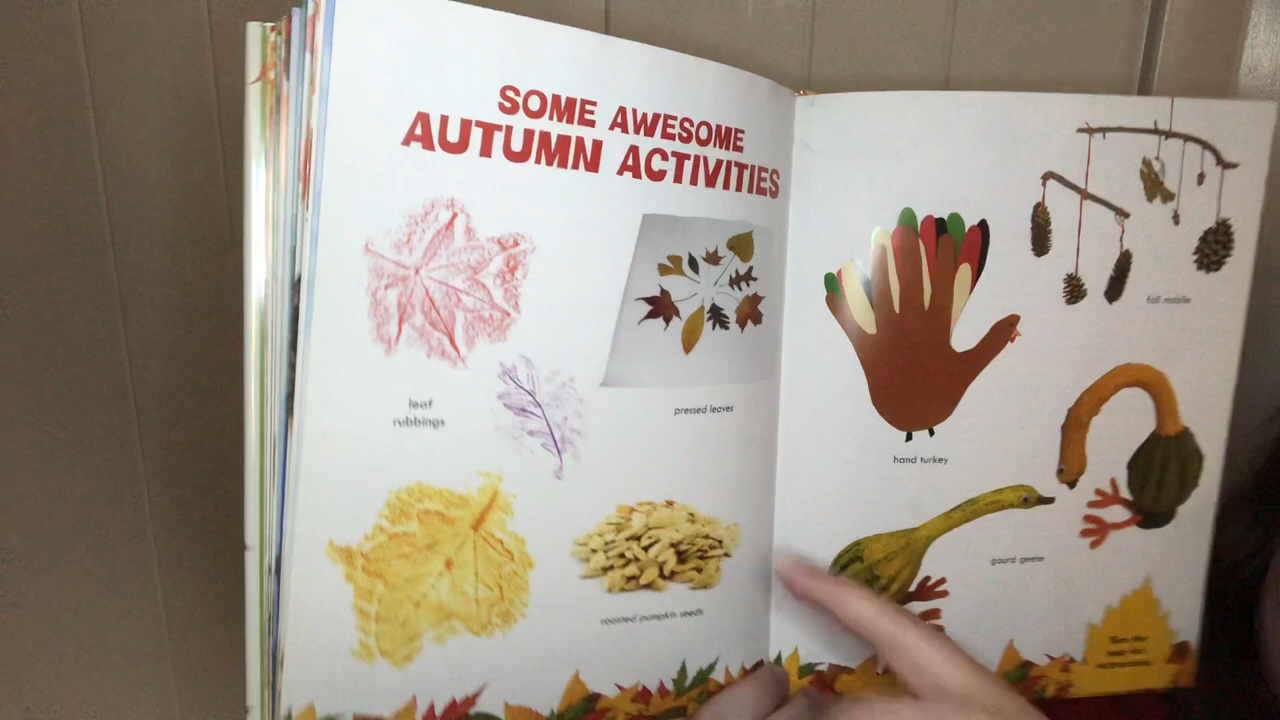 SOME AWESOME
AUTUMN ACTIVITIES
leaf
rubbings
pressed leaves
roasted pumpkin seeds
fall mobile
hand turkey
gourd geese